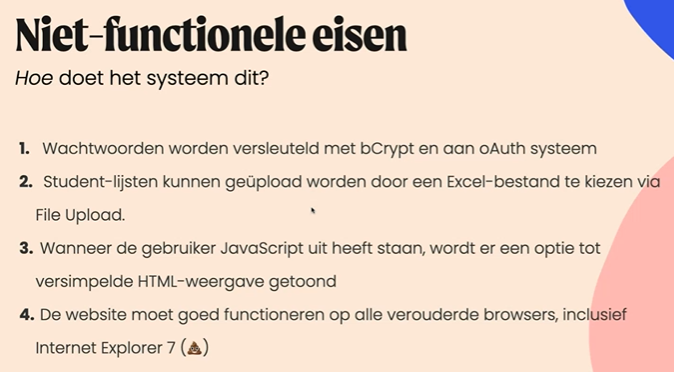 Niet-functionele eisen
Hoe doet het systeem dit?
1. Wachtwoorden worden versleuteld met bCrypt en aan oAuth systeem
2. Student-lijsten kunnen geüpload worden door een Excel-bestand te kiezen via
File Upload.
3. Wanneer de gebruiker JavaScript uit heeft staan, wordt er een optie tot
versimpelde HTML-weergave getoond
4. De website moet goed functioneren op alle verouderde browsers, inclusief
Internet Explorer 7 (💩)